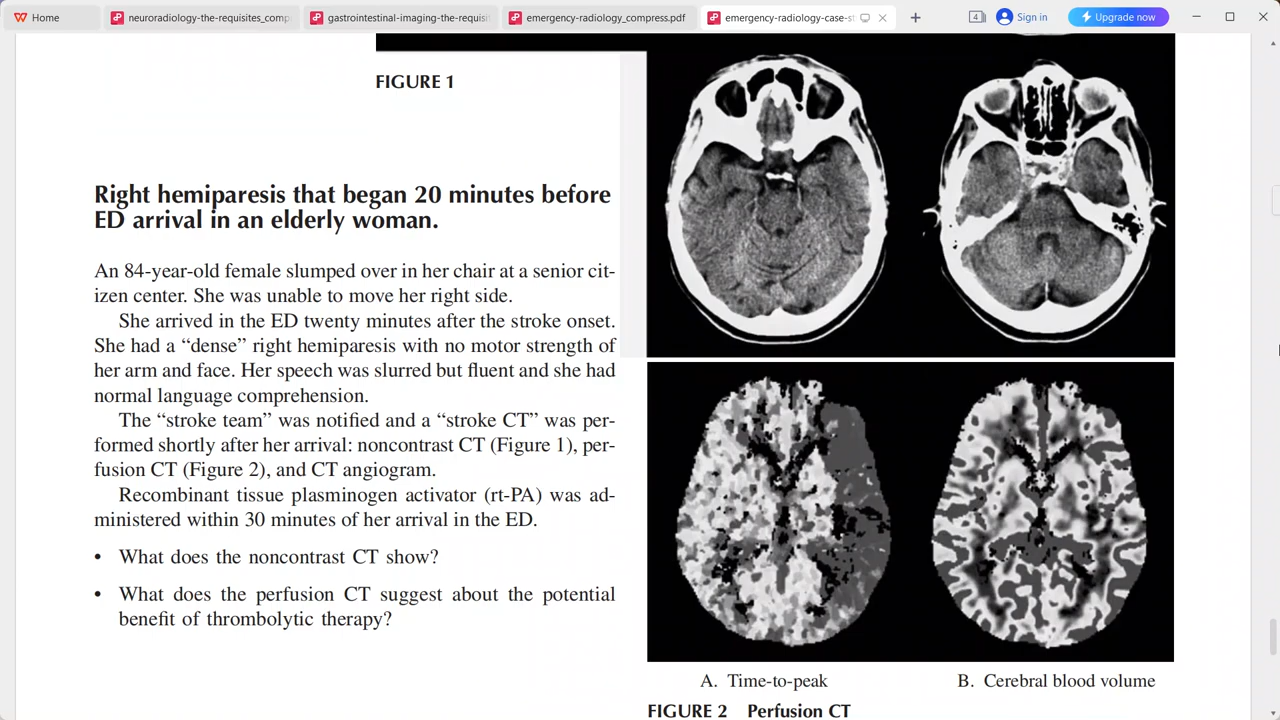 Home
neuroradiology-the-requisites_comp
gastrointestinal-imaging-the-requisi
emergency-radiology_compress.pdf
emergency-radiology-case-st
4
Sign in
Upgrade now
FIGURE 1
Right hemiparesis that began 20 minutes before
ED arrival in an elderly woman.
An 84-year-old female slumped over in her chair at a senior cit-
izen center. She was unable to move her right side.
She arrived in the ED twenty minutes after the stroke onset.
She had a “dense” right hemiparesis with no motor strength of
her arm and face. Her speech was slurred but fluent and she had
normal language comprehension.
The “stroke team” was notified and a “stroke CT” was per-
formed shortly after her arrival: noncontrast CT (Figure 1), per-
fusion CT (Figure 2), and CT angiogram.
Recombinant tissue plasminogen activator (rt-PA) was ad-
ministered within 30 minutes of her arrival in the ED.
• What does the noncontrast CT show?
• What does the perfusion CT suggest about the potential
benefit of thrombolytic therapy?
A. Time-to-peak
B. Cerebral blood volume
FIGURE 2 Perfusion CT